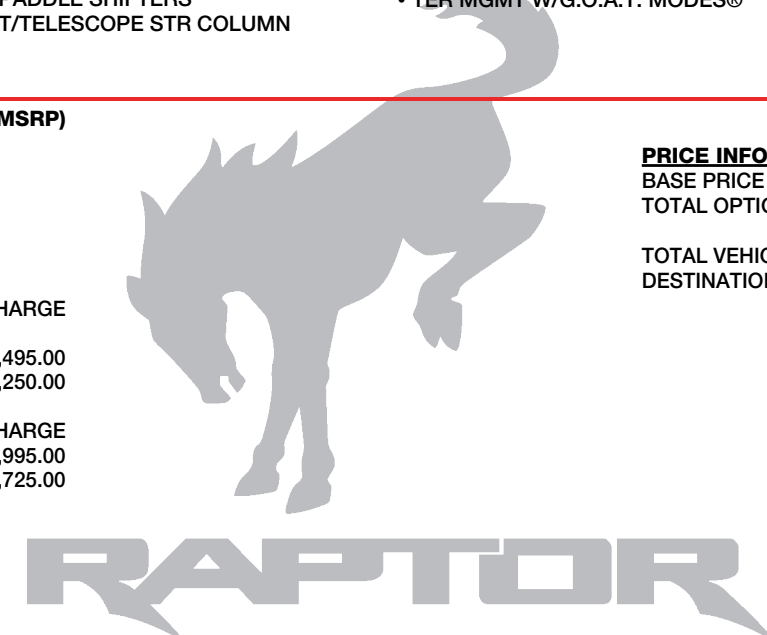 PADDLE SHIFTERS
T/TELESCOPE STR COLUMN
• TER MGMT W/G.O.A.T. MODES®
MSRP)
HARGE
,495.00
,250.00
HARGE
,995.00
,725.00
PRICE INFO
BASE PRICE
TOTAL OPTIO
TOTAL VEHIC
DESTINATION
RAPTOR